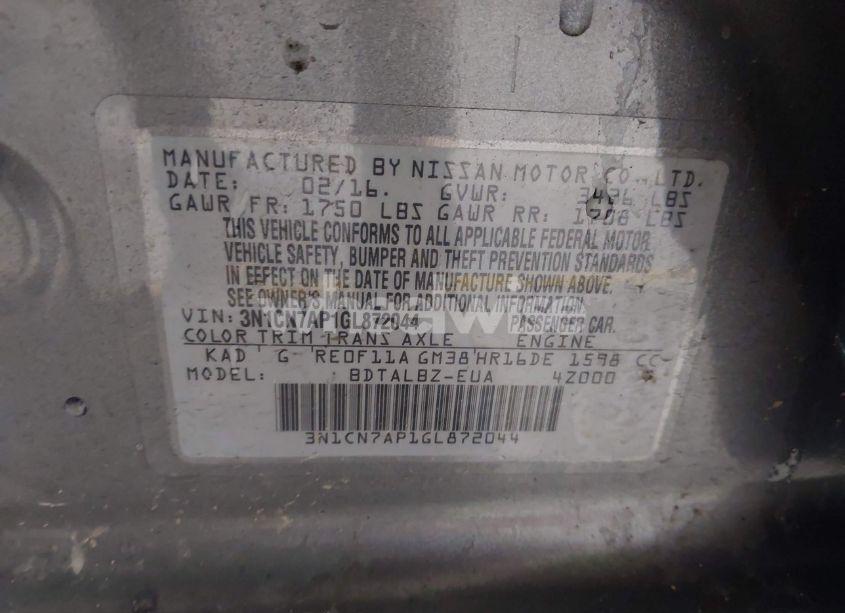 MANUFACTURED BY NISSAN MOTOR CO., LTD.
DATE: 02/16. GVWR: LBS
GAWR FR: 1750 LBS GAWR RR: LBS
THIS VEHICLE CONFORMS TO ALL APPLICABLE FEDERAL MOTOR
VEHICLE SAFETY, BUMPER AND THEFT PREVENTION STANDARDS
IN EFFECT ON THE DATE OF MANUFACTURE SHOWN ABOVE.
SEE OWNER'S MANUAL FOR ADDITIONAL INFORMATION.
VIN: 3N1CN7AP1GL872044 PASSENGER CAR.
COLOR TRIM TRANS AXLE ENGINE
KAD G RE0F11A GM38 HR16DE 1598 CC
MODEL: BDTALBZ-EUA 4Z000
3N1CN7AP1GL872044